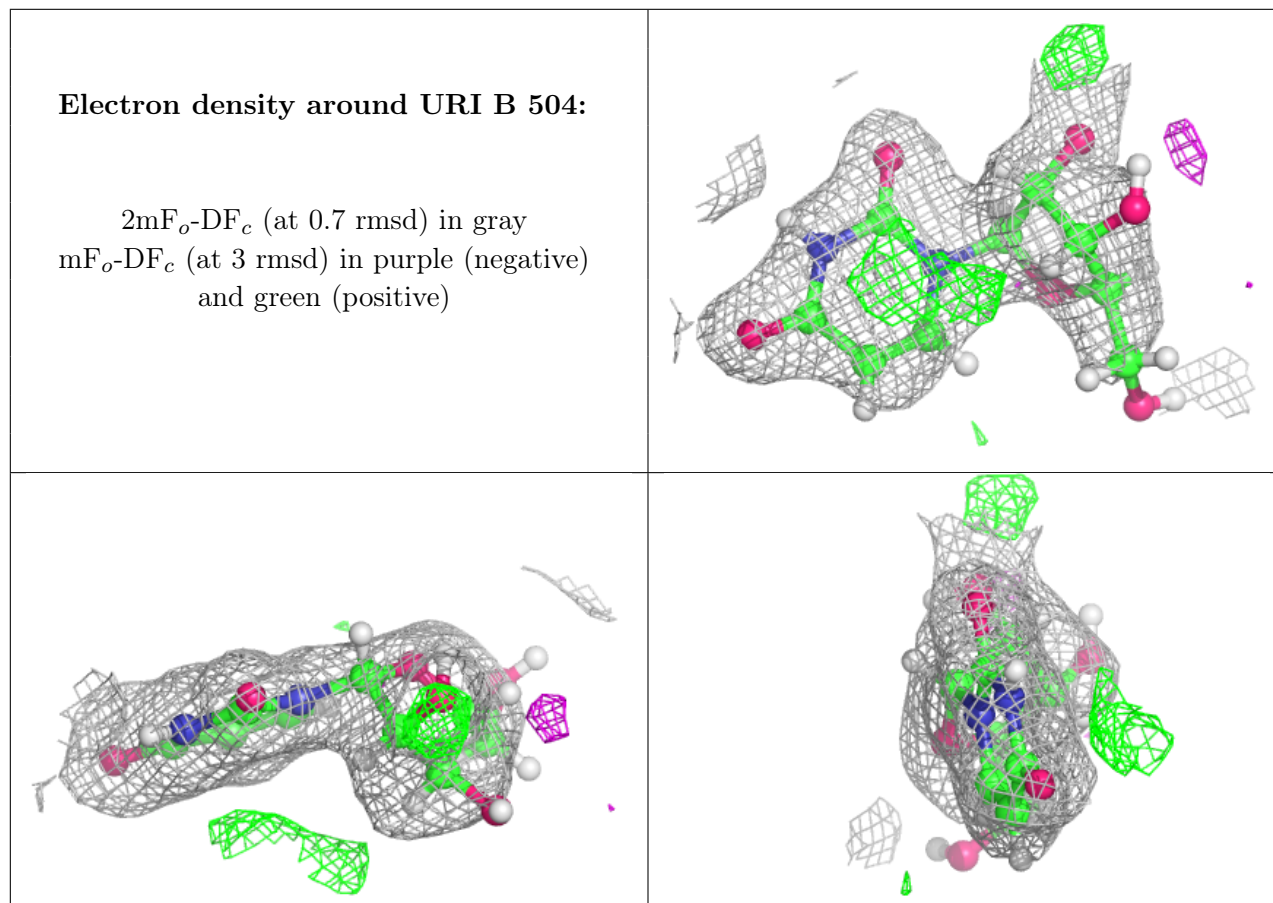 Electron density around URI B 504:
2mFo-DFc (at 0.7 rmsd) in gray
mFo-DFc (at 3 rmsd) in purple (negative)
and green (positive)